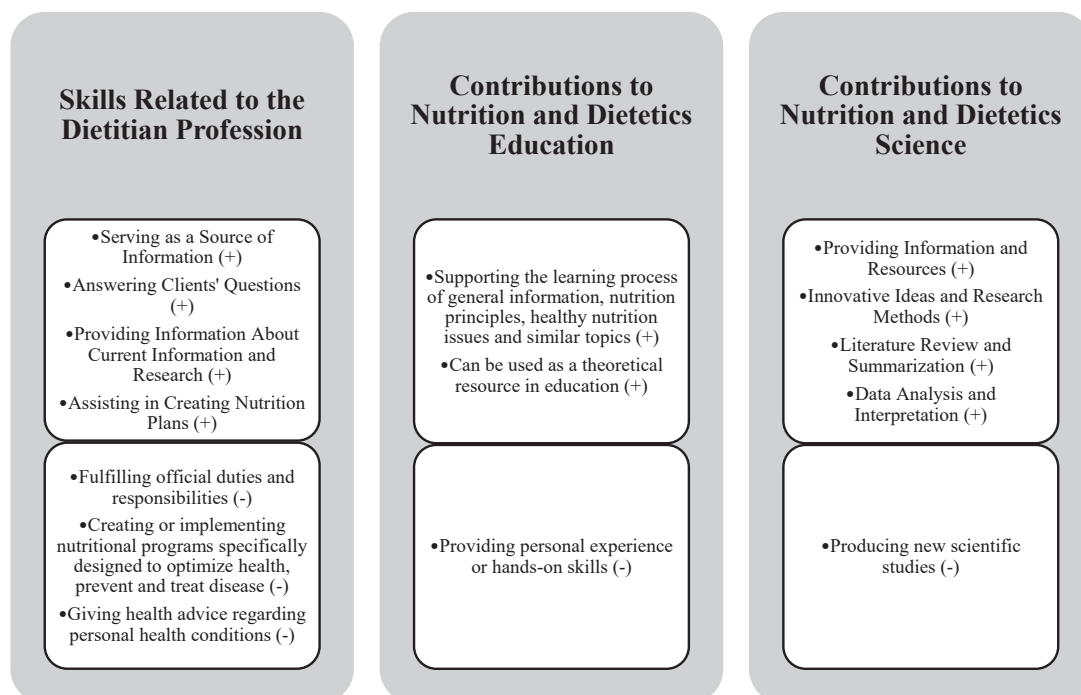 Skills Related to the
Dietitian Profession
•Serving as a Source of
Information (+)
•Answering Clients' Questions
(+)
•Providing Information About
Current Information and
Research (+)
•Assisting in Creating Nutrition
Plans (+)
•Fulfilling official duties and
responsibilities (-)
•Creating or implementing
nutritional programs specifically
designed to optimize health,
prevent and treat disease (-)
•Giving health advice regarding
personal health conditions (-)
Contributions to
Nutrition and Dietetics
Education
•Supporting the learning process
of general information, nutrition
principles, healthy nutrition
issues and similar topics (+)
•Can be used as a theoretical
resource in education (+)
•Providing personal experience
or hands-on skills (-)
Contributions to
Nutrition and Dietetics
Science
•Providing Information and
Resources (+)
•Innovative Ideas and Research
Methods (+)
•Literature Review and
Summarization (+)
•Data Analysis and
Interpretation (+)
•Producing new scientific
studies (-)